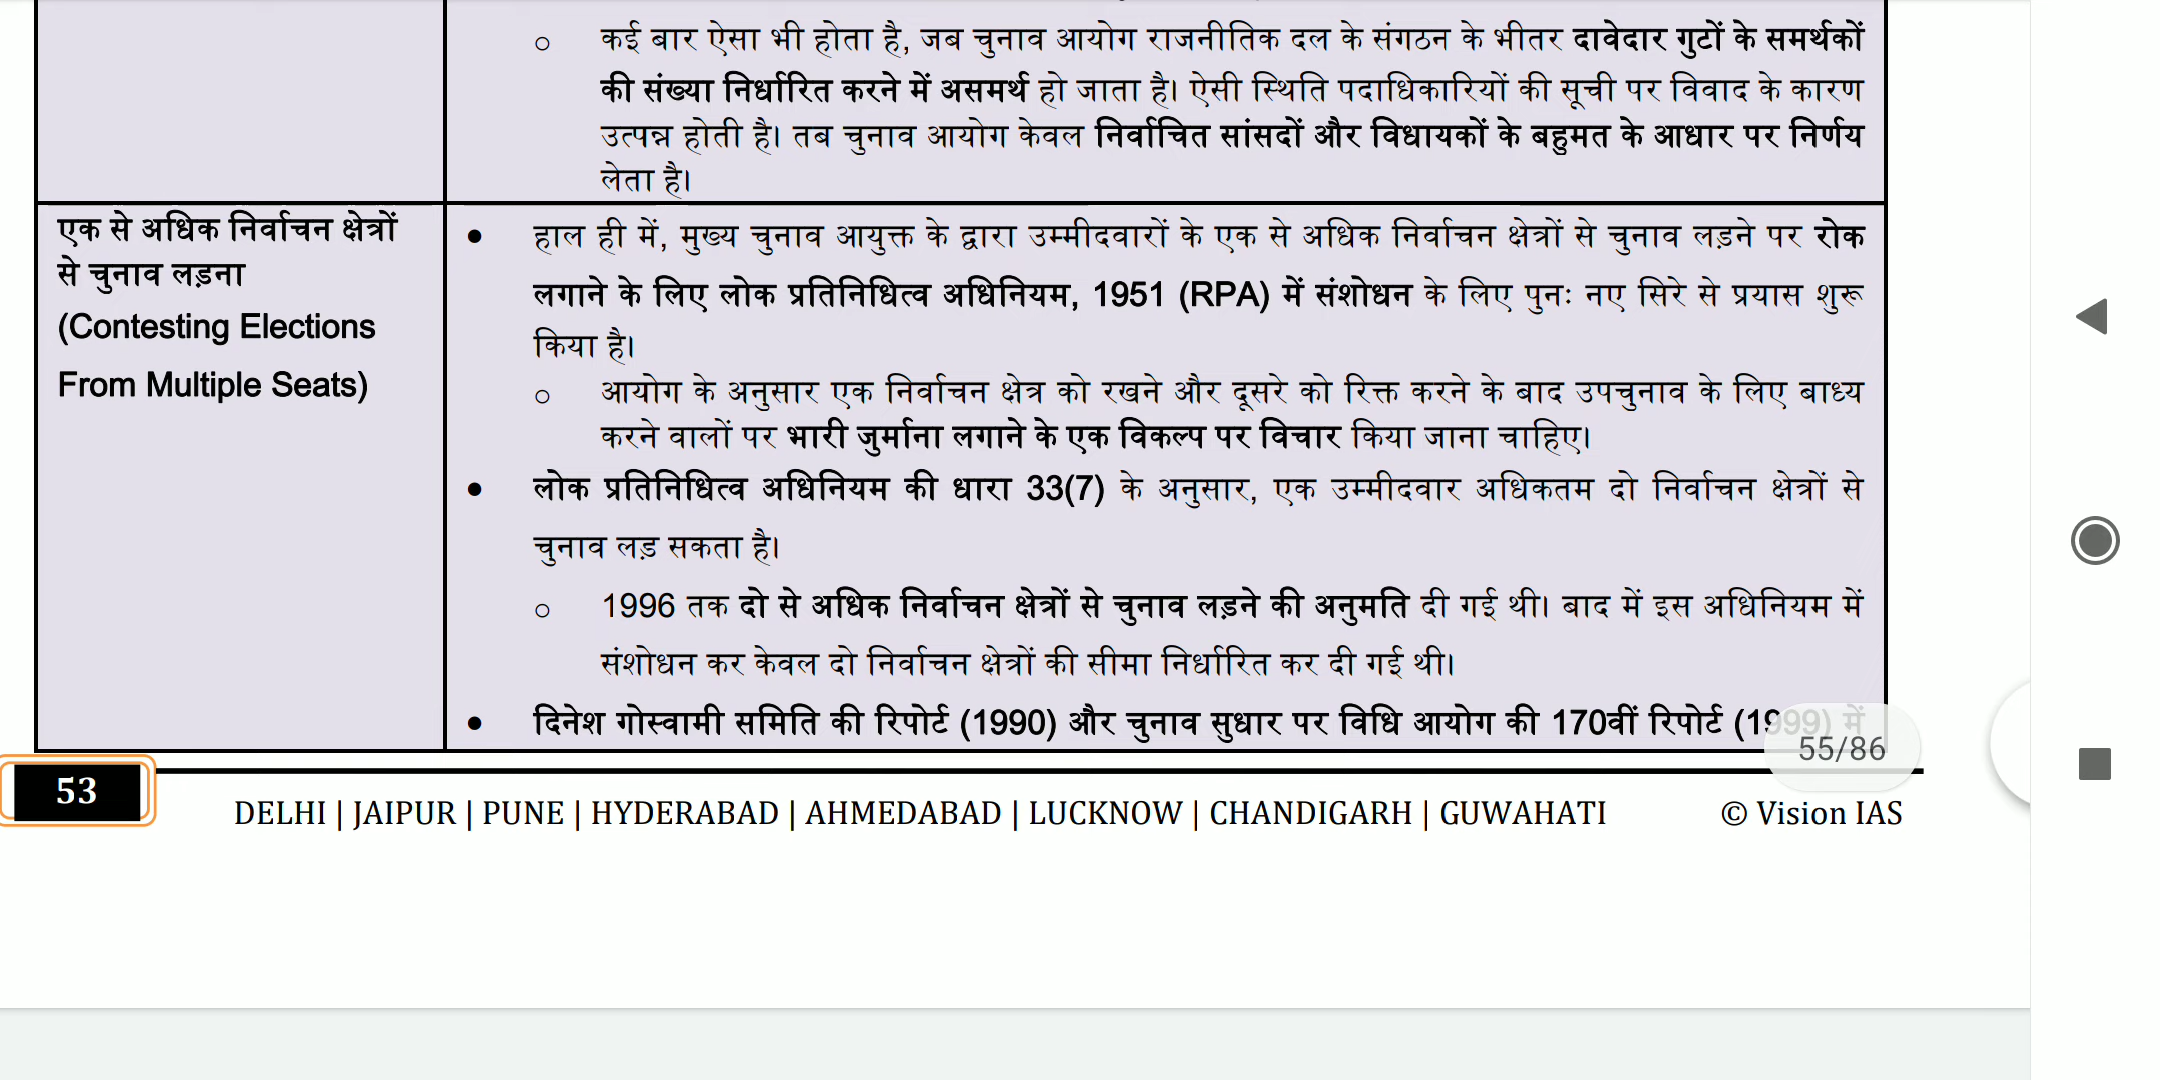 कई बार ऐसा भी होता है, जब चुनाव आयोग राजनीतिक दल के संगठन के भीतर दावेदार गुटों के समर्थकों
की संख्या निर्धारित करने में असमर्थ हो जाता है। ऐसी स्थिति पदाधिकारियों की सूची पर विवाद के कारण
उत्पन्न होती है। तब चुनाव आयोग केवल निर्वाचित सांसदों और विधायकों के बहुमत के आधार पर निर्णय
लेता है।
एक से अधिक निर्वाचन क्षेत्रों
से चुनाव लड़ना
(Contesting Elections
From Multiple Seats)
हाल ही में, मुख्य चुनाव आयुक्त के द्वारा उम्मीदवारों के एक से अधिक निर्वाचन क्षेत्रों से चुनाव लड़ने पर रोक
लगाने के लिए लोक प्रतिनिधित्व अधिनियम, 1951 (RPA) में संशोधन के लिए पुनः नए सिरे से प्रयास शुरू
किया है।
आयोग के अनुसार एक निर्वाचन क्षेत्र को रखने और दूसरे को रिक्त करने के बाद उपचुनाव के लिए बाध्य
करने वालों पर भारी जुर्माना लगाने के एक विकल्प पर विचार किया जाना चाहिए।
लोक प्रतिनिधित्व अधिनियम की धारा 33(7) के अनुसार, एक उम्मीदवार अधिकतम दो निर्वाचन क्षेत्रों से
चुनाव लड़ सकता है।
1996 तक दो से अधिक निर्वाचन क्षेत्रों से चुनाव लड़ने की अनुमति दी गई थी। बाद में इस अधिनियम में
संशोधन कर केवल दो निर्वाचन क्षेत्रों की सीमा निर्धारित कर दी गई थी।
दिनेश गोस्वामी समिति की रिपोर्ट (1990) और चुनाव सुधार पर विधि आयोग की 170वीं रिपोर्ट (1999) में
55/86
53
DELHI | JAIPUR | PUNE | HYDERABAD | AHMEDABAD | LUCKNOW | CHANDIGARH | GUWAHATI
© Vision IAS